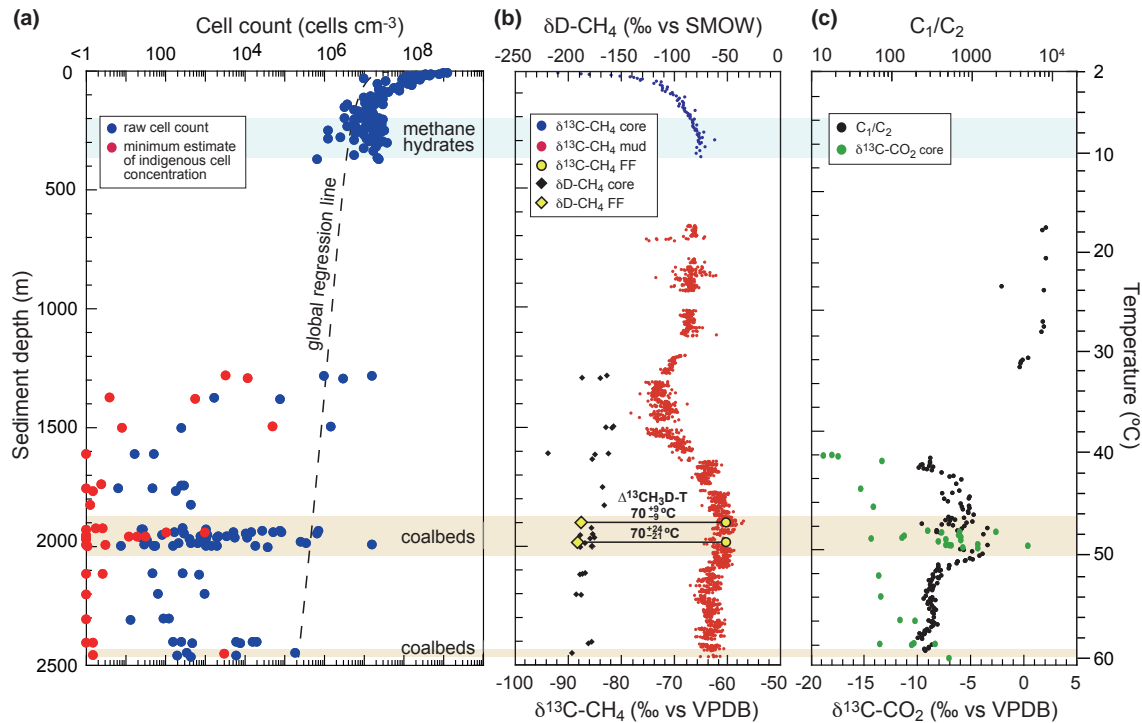 (a)
Cell count (cells cm⁻³)
<1 100 10⁴ 10⁶ 10⁸
0
500
1000
1500
2000
2500
Sediment depth (m)
raw cell count
minimum estimate
of indigenous cell
concentration
methane
hydrates
global regression line
coalbeds
coalbeds
(b)
δD-CH₄ (‰ vs SMOW)
-250 -200 -150 -100 -50 0
δ¹³C-CH₄ core
δ¹³C-CH₄ mud
δ¹³C-CH₄ FF
δD-CH₄ core
δD-CH₄ FF
Δ¹³CH₃D-T
70 +9 -9 ºC
70 +24 -21 ºC
-100 -90 -80 -70 -60 -50
δ¹³C-CH₄ (‰ vs VPDB)
(c)
C₁/C₂
10 100 1000 10⁴
C₁/C₂
δ¹³C-CO₂ core
2
10
20
30
40
50
60
Temperature (ºC)
-20 -15 -10 -5 0 5
δ¹³C-CO₂ (‰ vs VPDB)